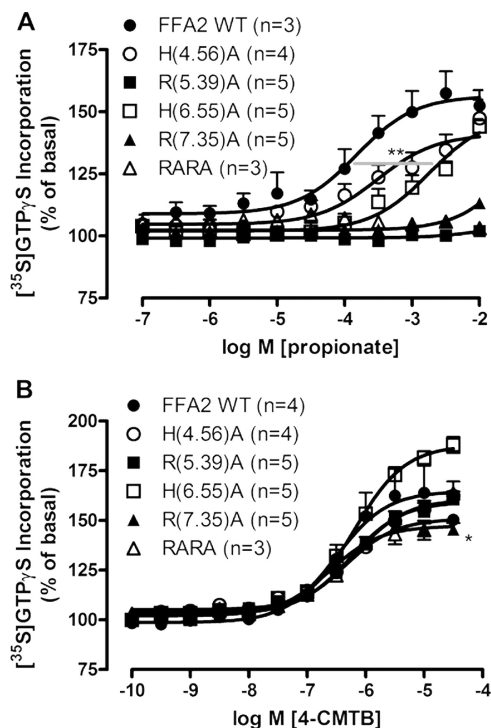 A
FFA2 WT (n=3)
H(4.56)A (n=4)
R(5.39)A (n=5)
H(6.55)A (n=5)
R(7.35)A (n=5)
RARA (n=3)
**
[³⁵S]GTPγS Incorporation
(% of basal)
175
150
125
100
75
-7 -6 -5 -4 -3 -2
log M [propionate]
B
FFA2 WT (n=4)
H(4.56)A (n=4)
R(5.39)A (n=5)
H(6.55)A (n=5)
R(7.35)A (n=5)
RARA (n=3)
*
[³⁵S]GTPγS Incorporation
(% of basal)
200
175
150
125
100
75
-10 -9 -8 -7 -6 -5 -4
log M [4-CMTB]